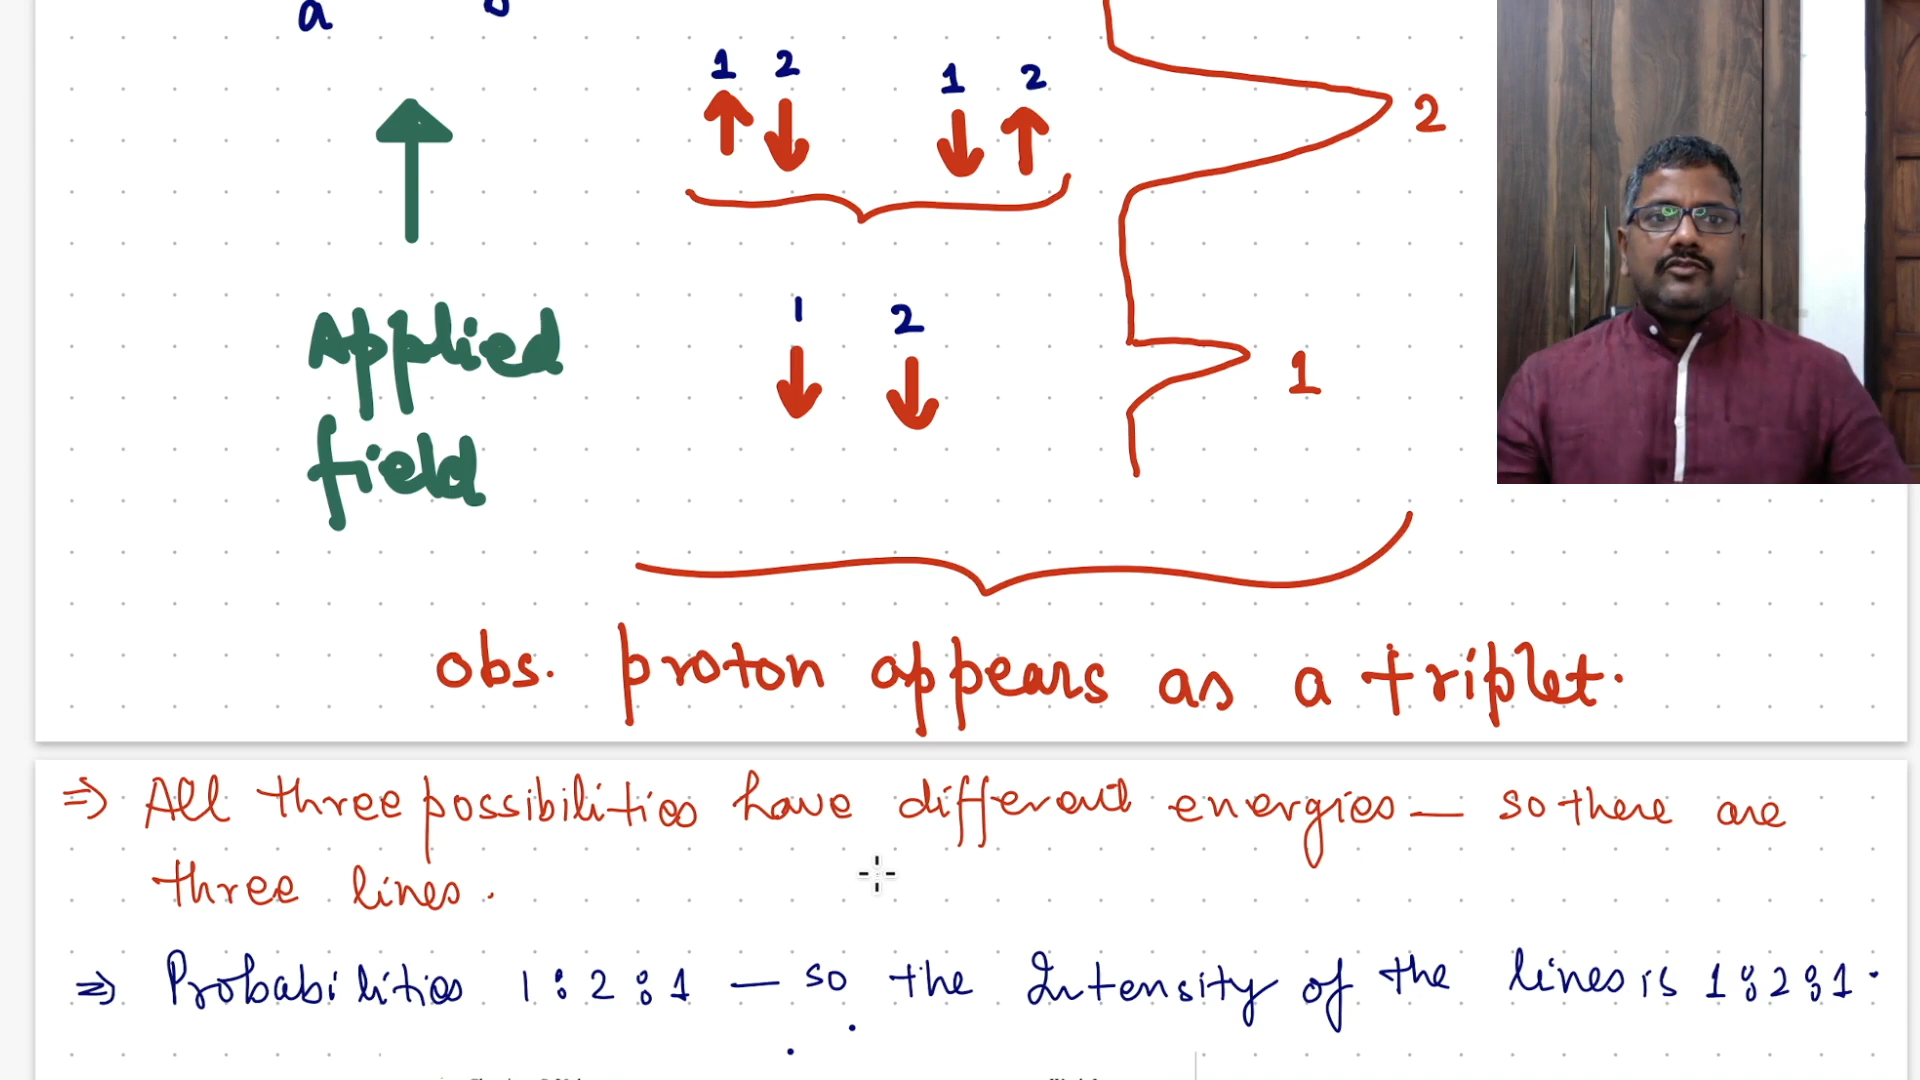 a
1 2 1 2
2
Applied
field
1 2
1
obs. proton appears as a triplet.
⇒ All three possibilities have different energies — so there are
three lines.
⇒ Probabilities 1:2:1 — so the Intensity of the lines is 1:2:1.